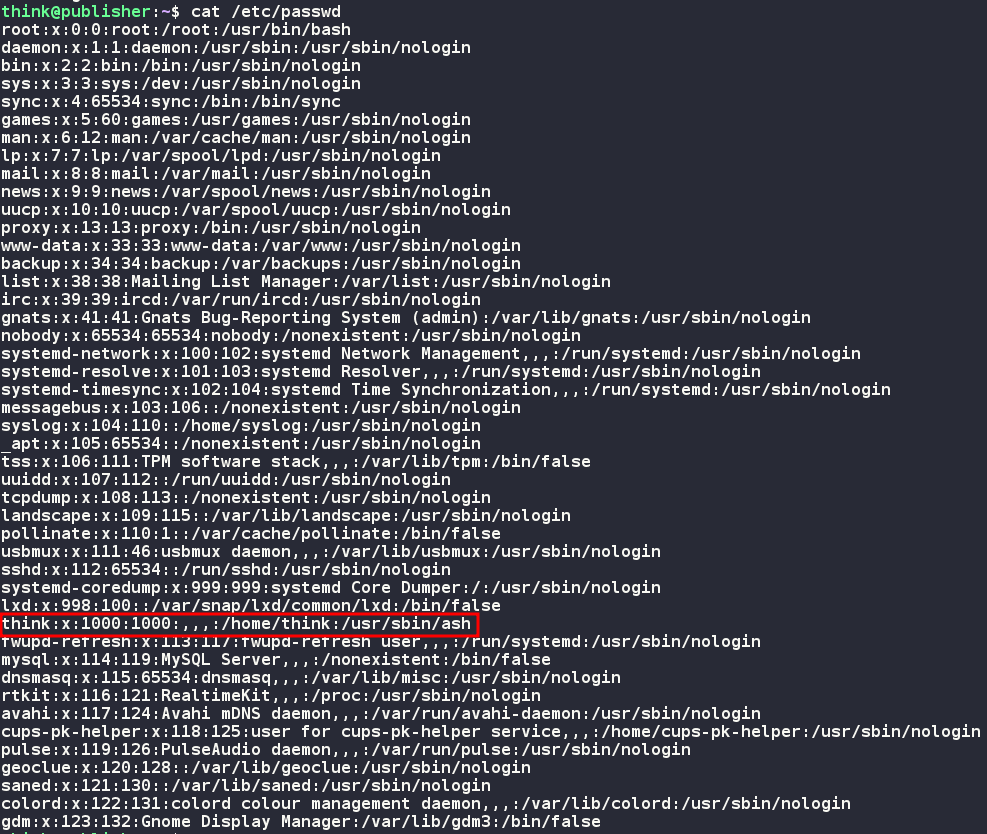 think@publisher:~$ cat /etc/passwd
root:x:0:0:root:/root:/usr/bin/bash
daemon:x:1:1:daemon:/usr/sbin:/usr/sbin/nologin
bin:x:2:2:bin:/bin:/usr/sbin/nologin
sys:x:3:3:sys:/dev:/usr/sbin/nologin
sync:x:4:65534:sync:/bin:/bin/sync
games:x:5:60:games:/usr/games:/usr/sbin/nologin
man:x:6:12:man:/var/cache/man:/usr/sbin/nologin
lp:x:7:7:lp:/var/spool/lpd:/usr/sbin/nologin
mail:x:8:8:mail:/var/mail:/usr/sbin/nologin
news:x:9:9:news:/var/spool/news:/usr/sbin/nologin
uucp:x:10:10:uucp:/var/spool/uucp:/usr/sbin/nologin
proxy:x:13:13:proxy:/bin:/usr/sbin/nologin
www-data:x:33:33:www-data:/var/www:/usr/sbin/nologin
backup:x:34:34:backup:/var/backups:/usr/sbin/nologin
list:x:38:38:Mailing List Manager:/var/list:/usr/sbin/nologin
irc:x:39:39:ircd:/var/run/ircd:/usr/sbin/nologin
gnats:x:41:41:Gnats Bug-Reporting System (admin):/var/lib/gnats:/usr/sbin/nologin
nobody:x:65534:65534:nobody:/nonexistent:/usr/sbin/nologin
systemd-network:x:100:102:systemd Network Management,,,:/run/systemd:/usr/sbin/nologin
systemd-resolve:x:101:103:systemd Resolver,,,:/run/systemd:/usr/sbin/nologin
systemd-timesync:x:102:104:systemd Time Synchronization,,,:/run/systemd:/usr/sbin/nologin
messagebus:x:103:106::/nonexistent:/usr/sbin/nologin
syslog:x:104:110::/home/syslog:/usr/sbin/nologin
_apt:x:105:65534::/nonexistent:/usr/sbin/nologin
tss:x:106:111:TPM software stack,,,:/var/lib/tpm:/bin/false
uuidd:x:107:112::/run/uuidd:/usr/sbin/nologin
tcpdump:x:108:113::/nonexistent:/usr/sbin/nologin
landscape:x:109:115::/var/lib/landscape:/usr/sbin/nologin
pollinate:x:110:1::/var/cache/pollinate:/bin/false
usbmux:x:111:46:usbmux daemon,,,:/var/lib/usbmux:/usr/sbin/nologin
sshd:x:112:65534::/run/sshd:/usr/sbin/nologin
systemd-coredump:x:999:999:systemd Core Dumper:/:/usr/sbin/nologin
lxd:x:998:100::/var/snap/lxd/common/lxd:/bin/false
think:x:1000:1000:,,,:/home/think:/usr/sbin/ash
fwupd-refresh:x:113:117:fwupd-refresh user,,,:/run/systemd:/usr/sbin/nologin
mysql:x:114:119:MySQL Server,,,:/nonexistent:/bin/false
dnsmasq:x:115:65534:dnsmasq,,,:/var/lib/misc:/usr/sbin/nologin
rtkit:x:116:121:RealtimeKit,,,:/proc:/usr/sbin/nologin
avahi:x:117:124:Avahi mDNS daemon,,,:/var/run/avahi-daemon:/usr/sbin/nologin
cups-pk-helper:x:118:125:user for cups-pk-helper service,,,:/home/cups-pk-helper:/usr/sbin/nologin
pulse:x:119:126:PulseAudio daemon,,,:/var/run/pulse:/usr/sbin/nologin
geoclue:x:120:128::/var/lib/geoclue:/usr/sbin/nologin
saned:x:121:130::/var/lib/saned:/usr/sbin/nologin
colord:x:122:131:colord colour management daemon,,,:/var/lib/colord:/usr/sbin/nologin
gdm:x:123:132:Gnome Display Manager:/var/lib/gdm3:/bin/false